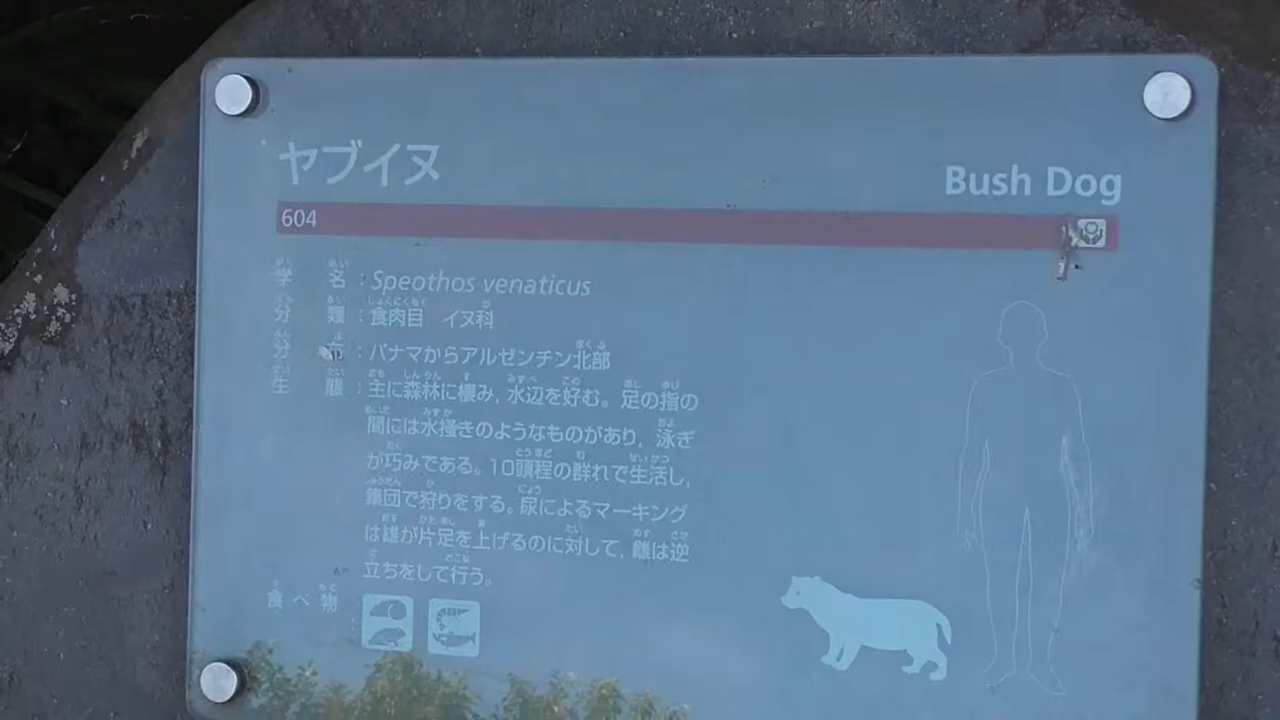 ヤブイヌ
Bush Dog
604
学名：Speothos venaticus
分類：食肉目 イヌ科
分布：パナマからアルゼンチン北部
生態：主に森林に棲み，水辺を好む。足の指の
間には水掻きのようなものがあり，泳ぎ
が巧みである。10頭程の群れで生活し，
集団で狩りをする。尿によるマーキング
は雄が片足を上げるのに対して，雌は逆
立ちをして行う。
食べ物